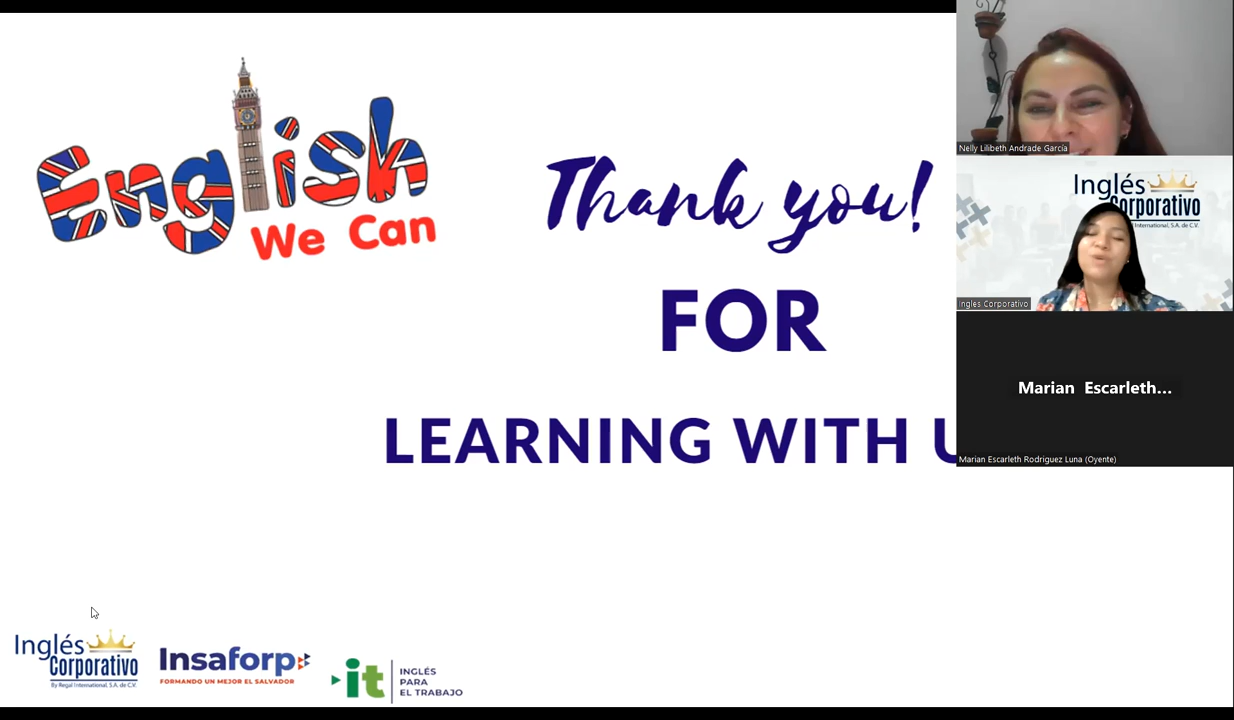 English
We Can
Thank you!
FOR
LEARNING WITH U
Nelly Lilibeth Andrade García
Inglés
Corporativo
International, S.A. de C.V.
Ingles Corporativo
Marian Escarleth...
Marian Escarleth Rodriguez Luna (Oyente)
Inglés
Corporativo
By Regal International, S.A. de C.V.
Insaforp
FORMANDO UN MEJOR EL SALVADOR
it
INGLÉS
PARA
EL TRABAJO